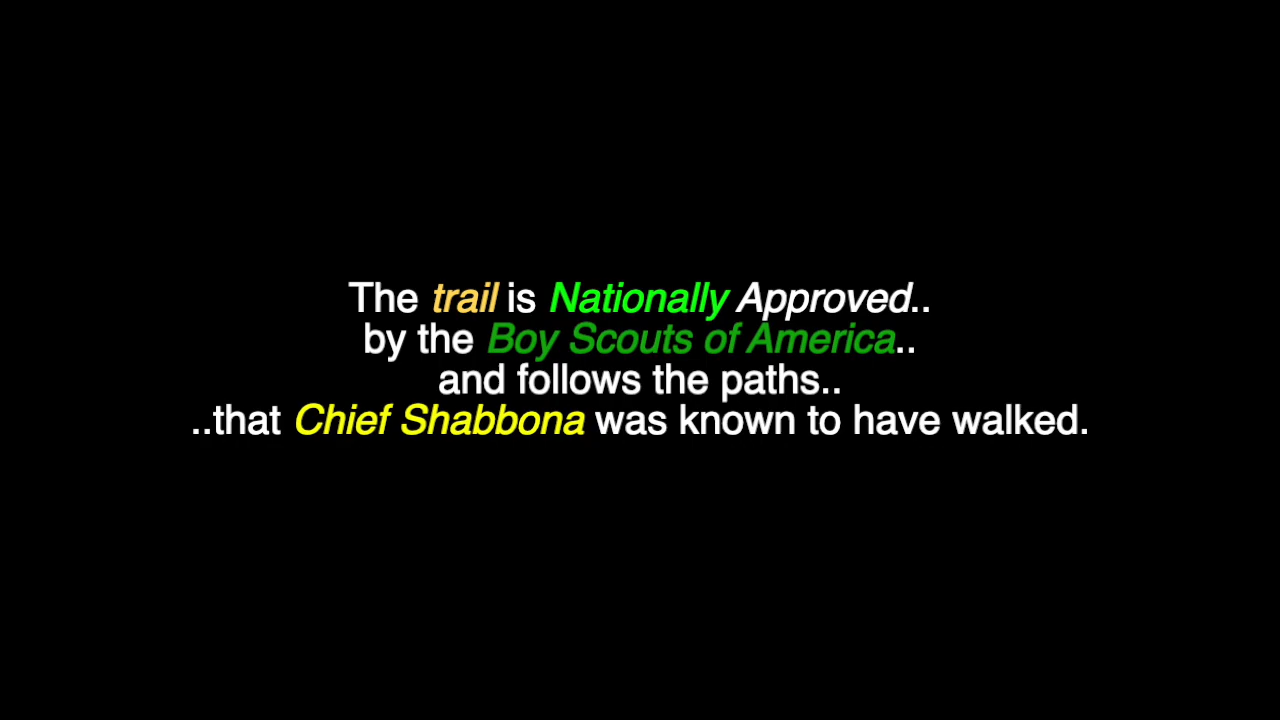 The trail is Nationally Approved..
by the Boy Scouts of America..
and follows the paths..
..that Chief Shabbona was known to have walked.